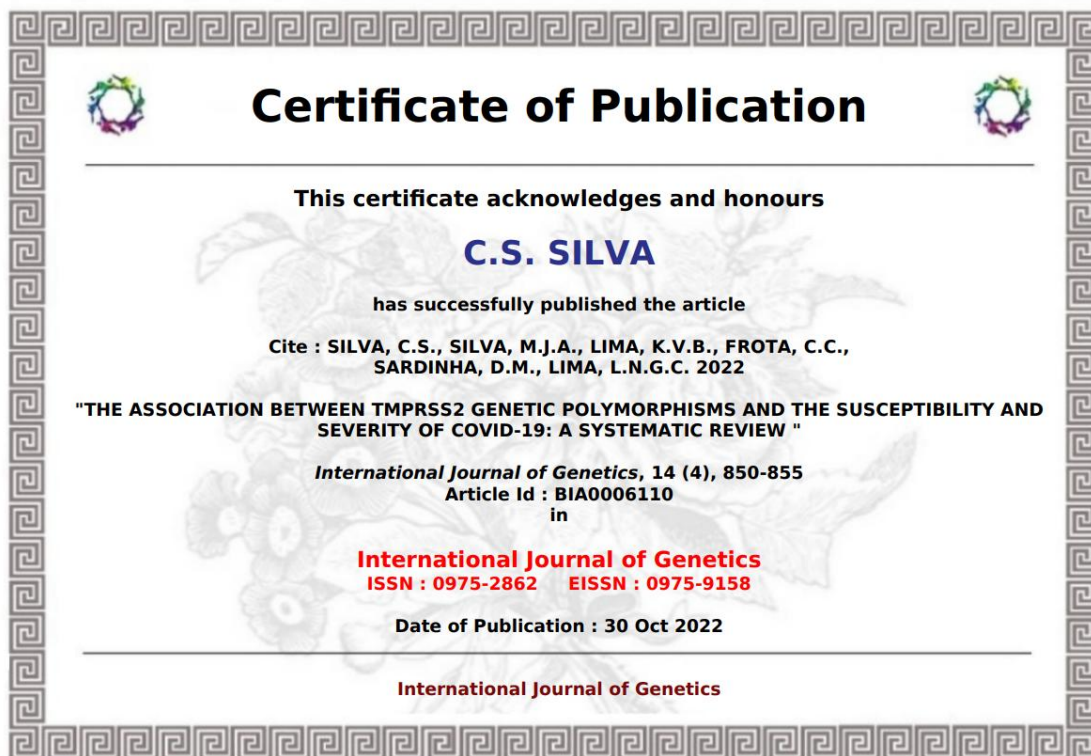 Certificate of Publication
This certificate acknowledges and honours
C.S. SILVA
has successfully published the article
Cite : SILVA, C.S., SILVA, M.J.A., LIMA, K.V.B., FROTA, C.C.,
SARDINHA, D.M., LIMA, L.N.G.C. 2022
"THE ASSOCIATION BETWEEN TMPRSS2 GENETIC POLYMORPHISMS AND THE SUSCEPTIBILITY AND
SEVERITY OF COVID-19: A SYSTEMATIC REVIEW "
International Journal of Genetics, 14 (4), 850-855
Article Id : BIA0006110
in
International Journal of Genetics
ISSN : 0975-2862 EISSN : 0975-9158
Date of Publication : 30 Oct 2022
International Journal of Genetics